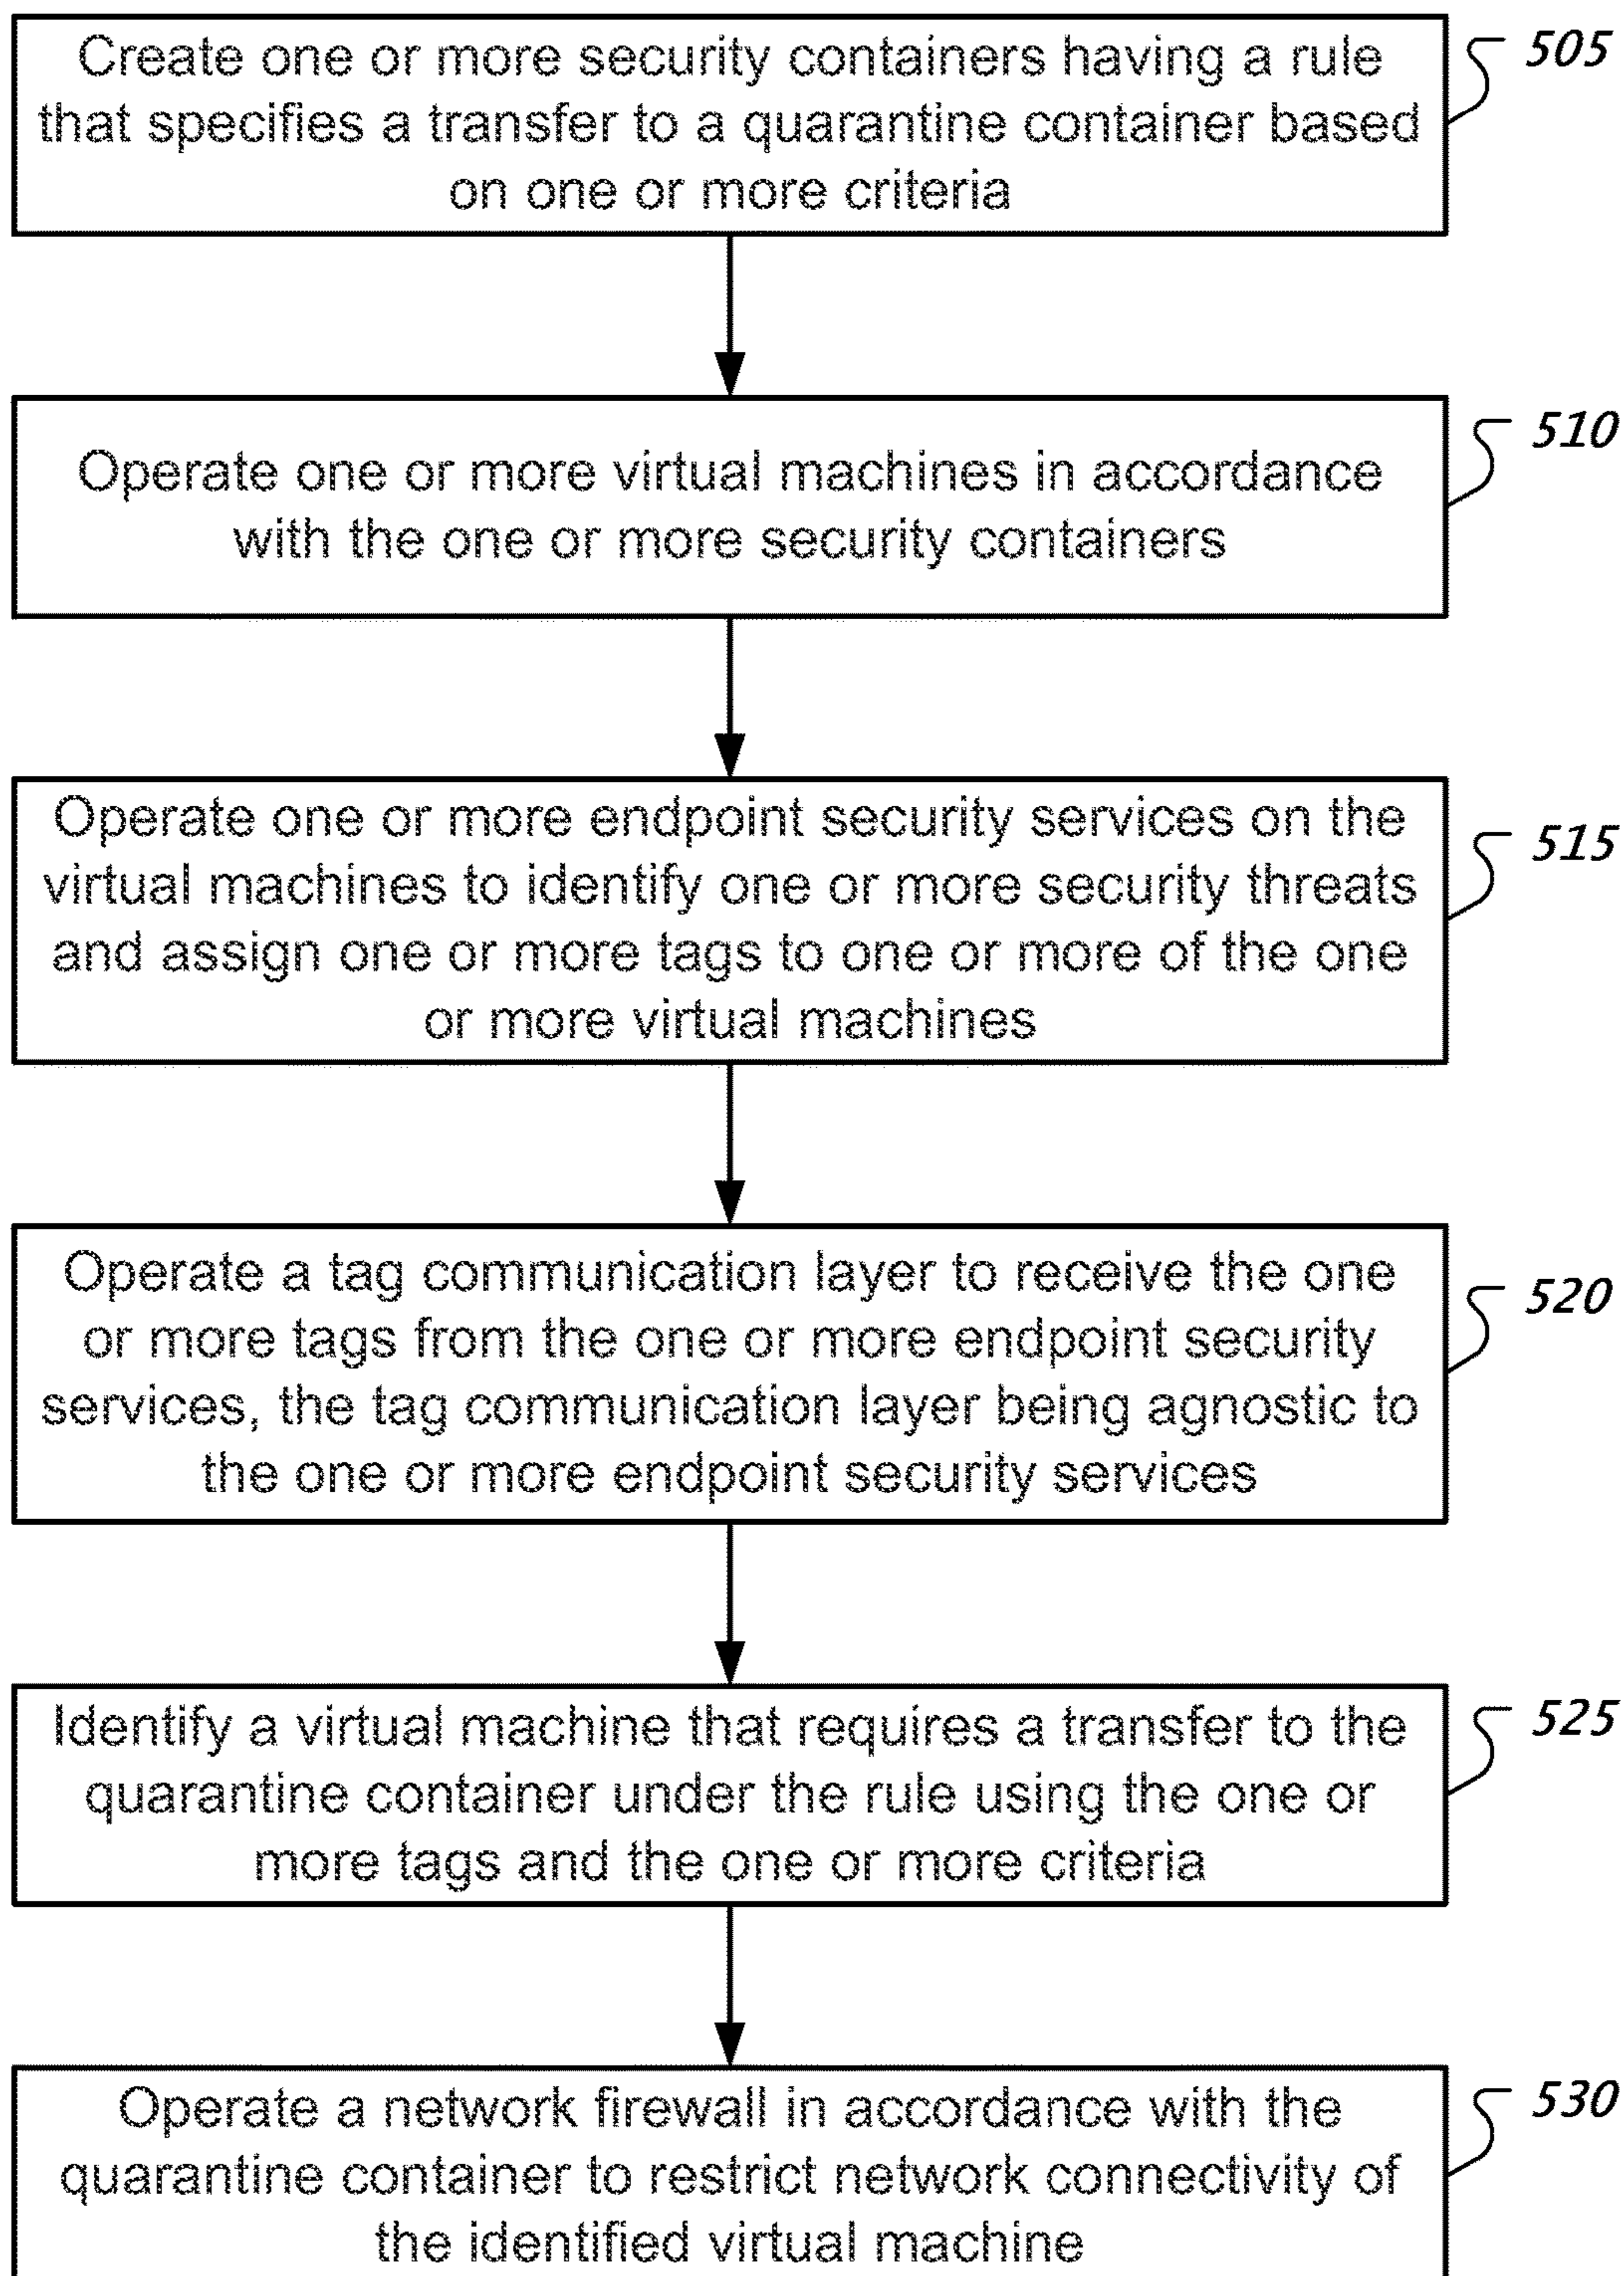 Create one or more security containers having a rule
that specifies a transfer to a quarantine container based
on one or more criteria
505
Operate one or more virtual machines in accordance
with the one or more security containers
510
Operate one or more endpoint security services on the
virtual machines to identify one or more security threats
and assign one or more tags to one or more of the one
or more virtual machines
515
Operate a tag communication layer to receive the one
or more tags from the one or more endpoint security
services, the tag communication layer being agnostic to
the one or more endpoint security services
520
Identify a virtual machine that requires a transfer to the
quarantine container under the rule using the one or
more tags and the one or more criteria
525
Operate a network firewall in accordance with the
quarantine container to restrict network connectivity of
the identified virtual machine
530